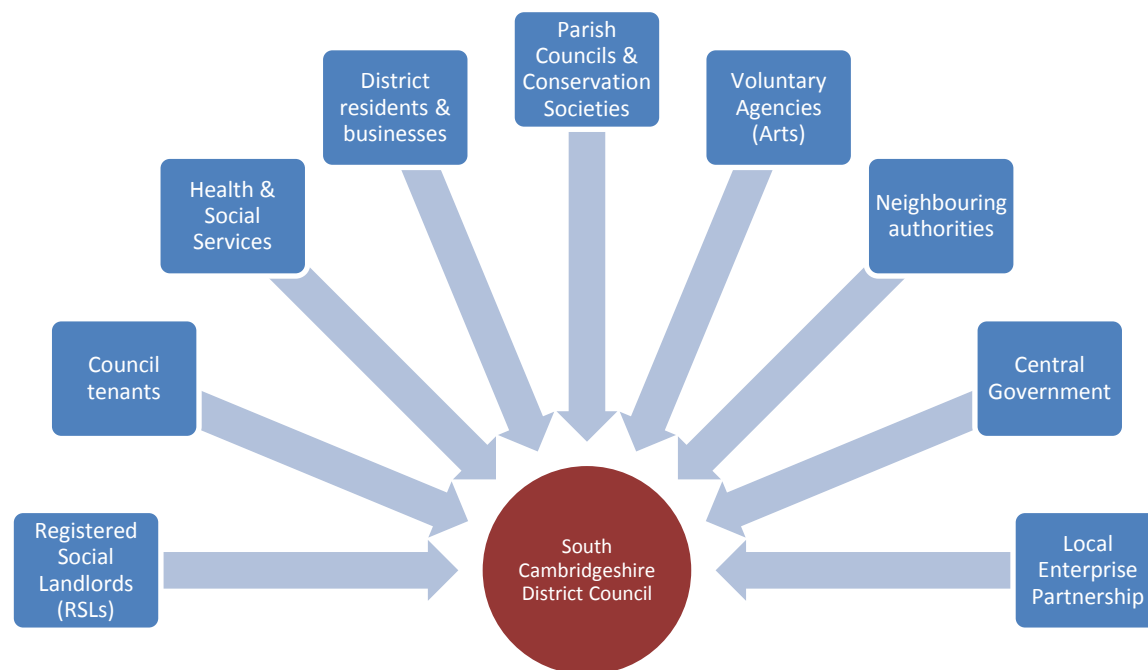 Parish
Councils &
Conservation
Societies
District
residents &
businesses
Voluntary
Agencies
(Arts)
Health &
Social
Services
Neighbouring
authorities
Council
tenants
Central
Government
Registered
Social
Landlords
(RSLs)
South
Cambridgeshire
District Council
Local
Enterprise
Partnership